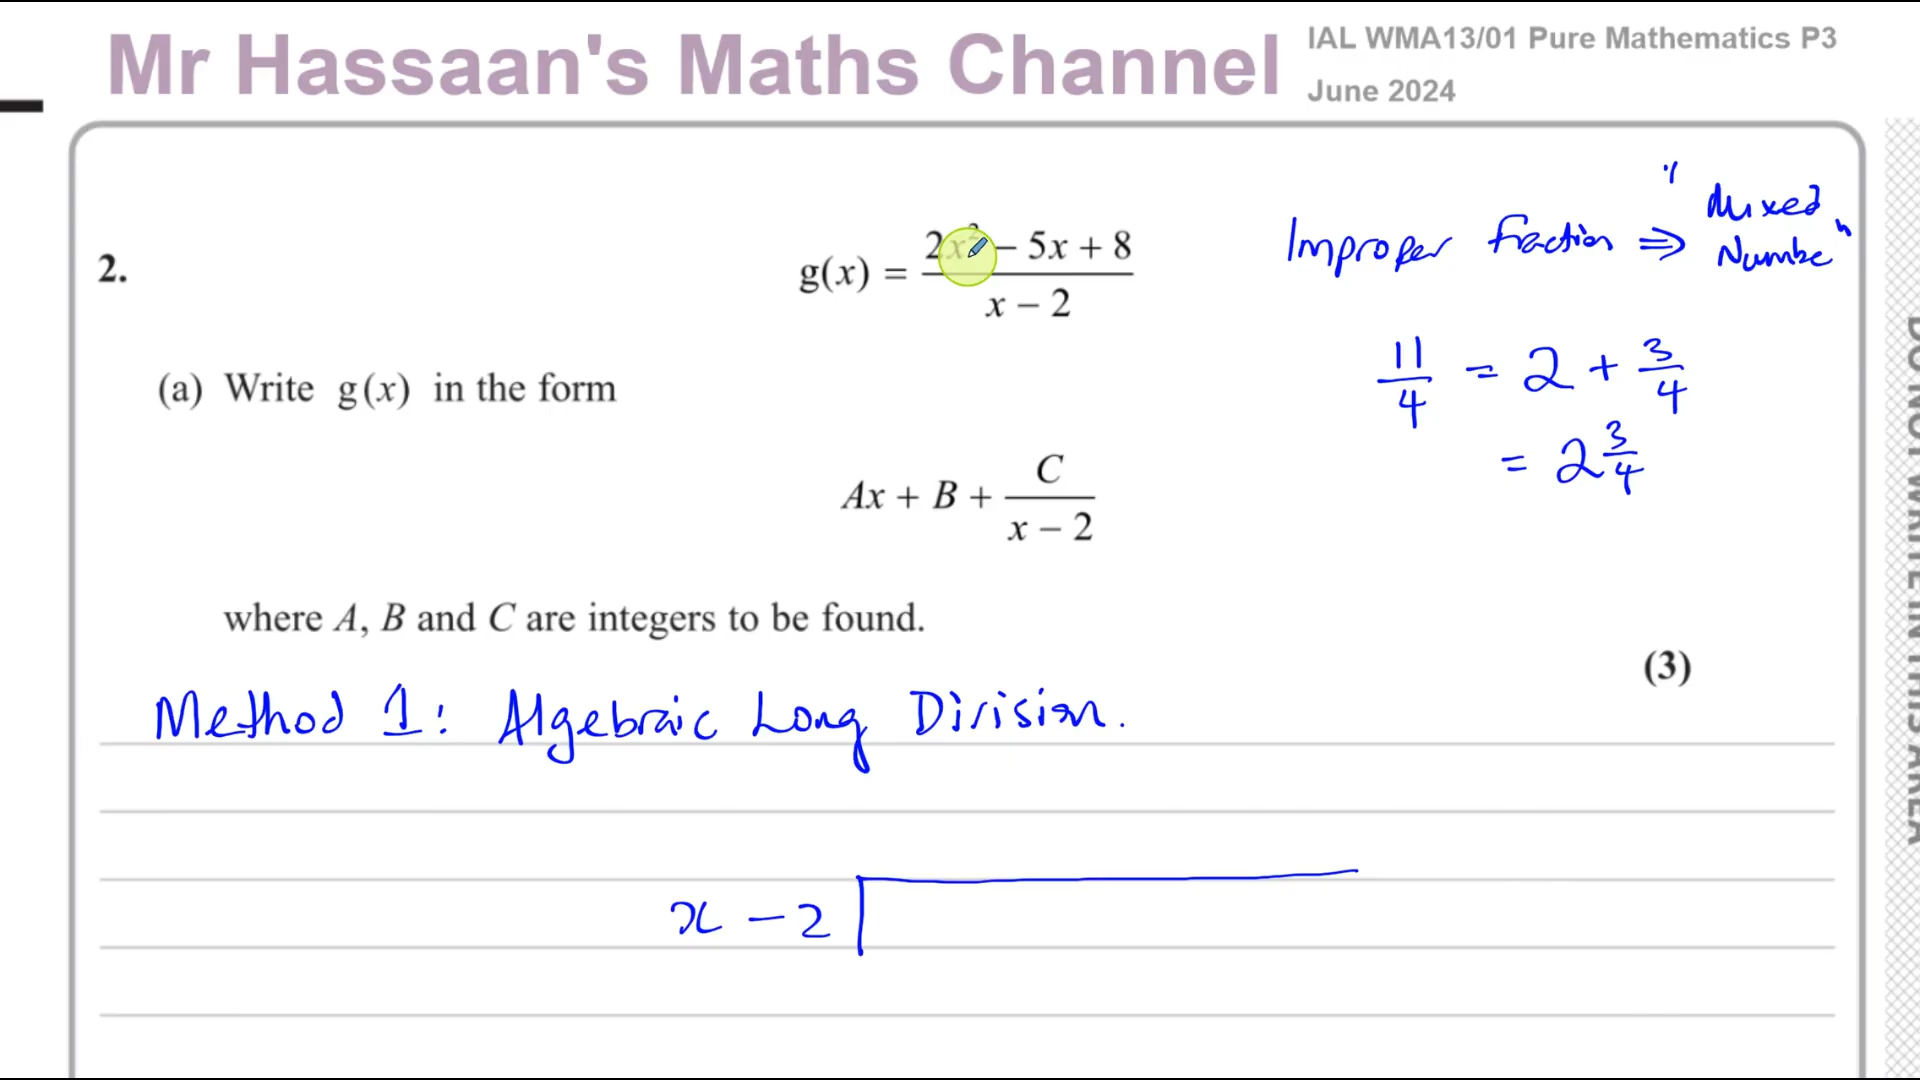 Mr Hassaan's Maths Channel
IAL WMA13/01 Pure Mathematics P3
June 2024
2.
g(x) = (2x² – 5x + 8)/(x – 2)
Improper fraction ⇒ "Mixed
Numbe"
11/4 = 2 + 3/4
= 2 3/4
(a) Write g(x) in the form
Ax + B + C/(x – 2)
where A, B and C are integers to be found.
(3)
Method 1: Algebraic Long Division.
x – 2
DO NOT WRITE IN THIS AREA